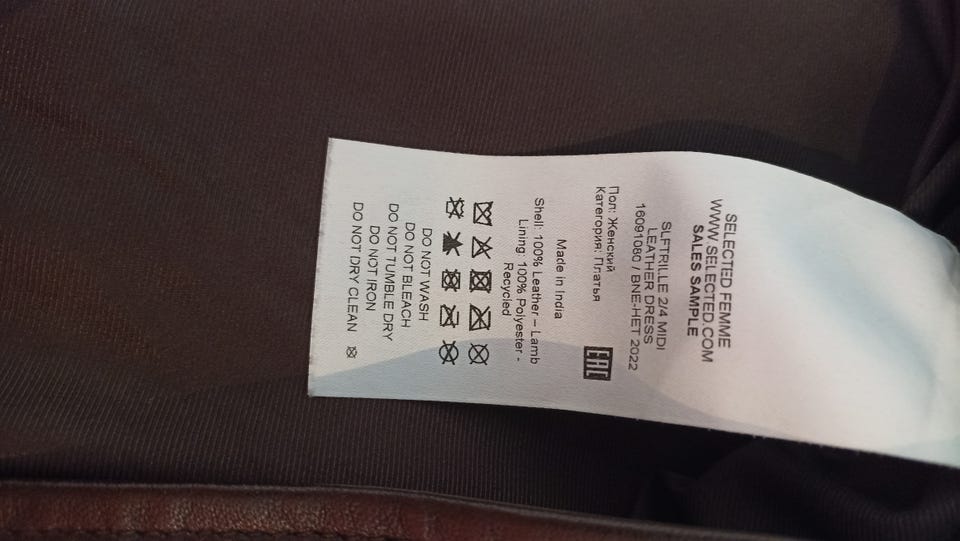 SELECTED FEMME
WWW.SELECTED.COM
SALES SAMPLE
SLFTRILLE 2/4 MIDI
LEATHER DRESS
16091080 / BNE-HET 2022
Пол: Женский
Категория: Платья
EAC
Made in India
Shell: 100% Leather – Lamb
Lining: 100% Polyester -
Recycled
DO NOT WASH
DO NOT BLEACH
DO NOT TUMBLE DRY
DO NOT IRON
DO NOT DRY CLEAN